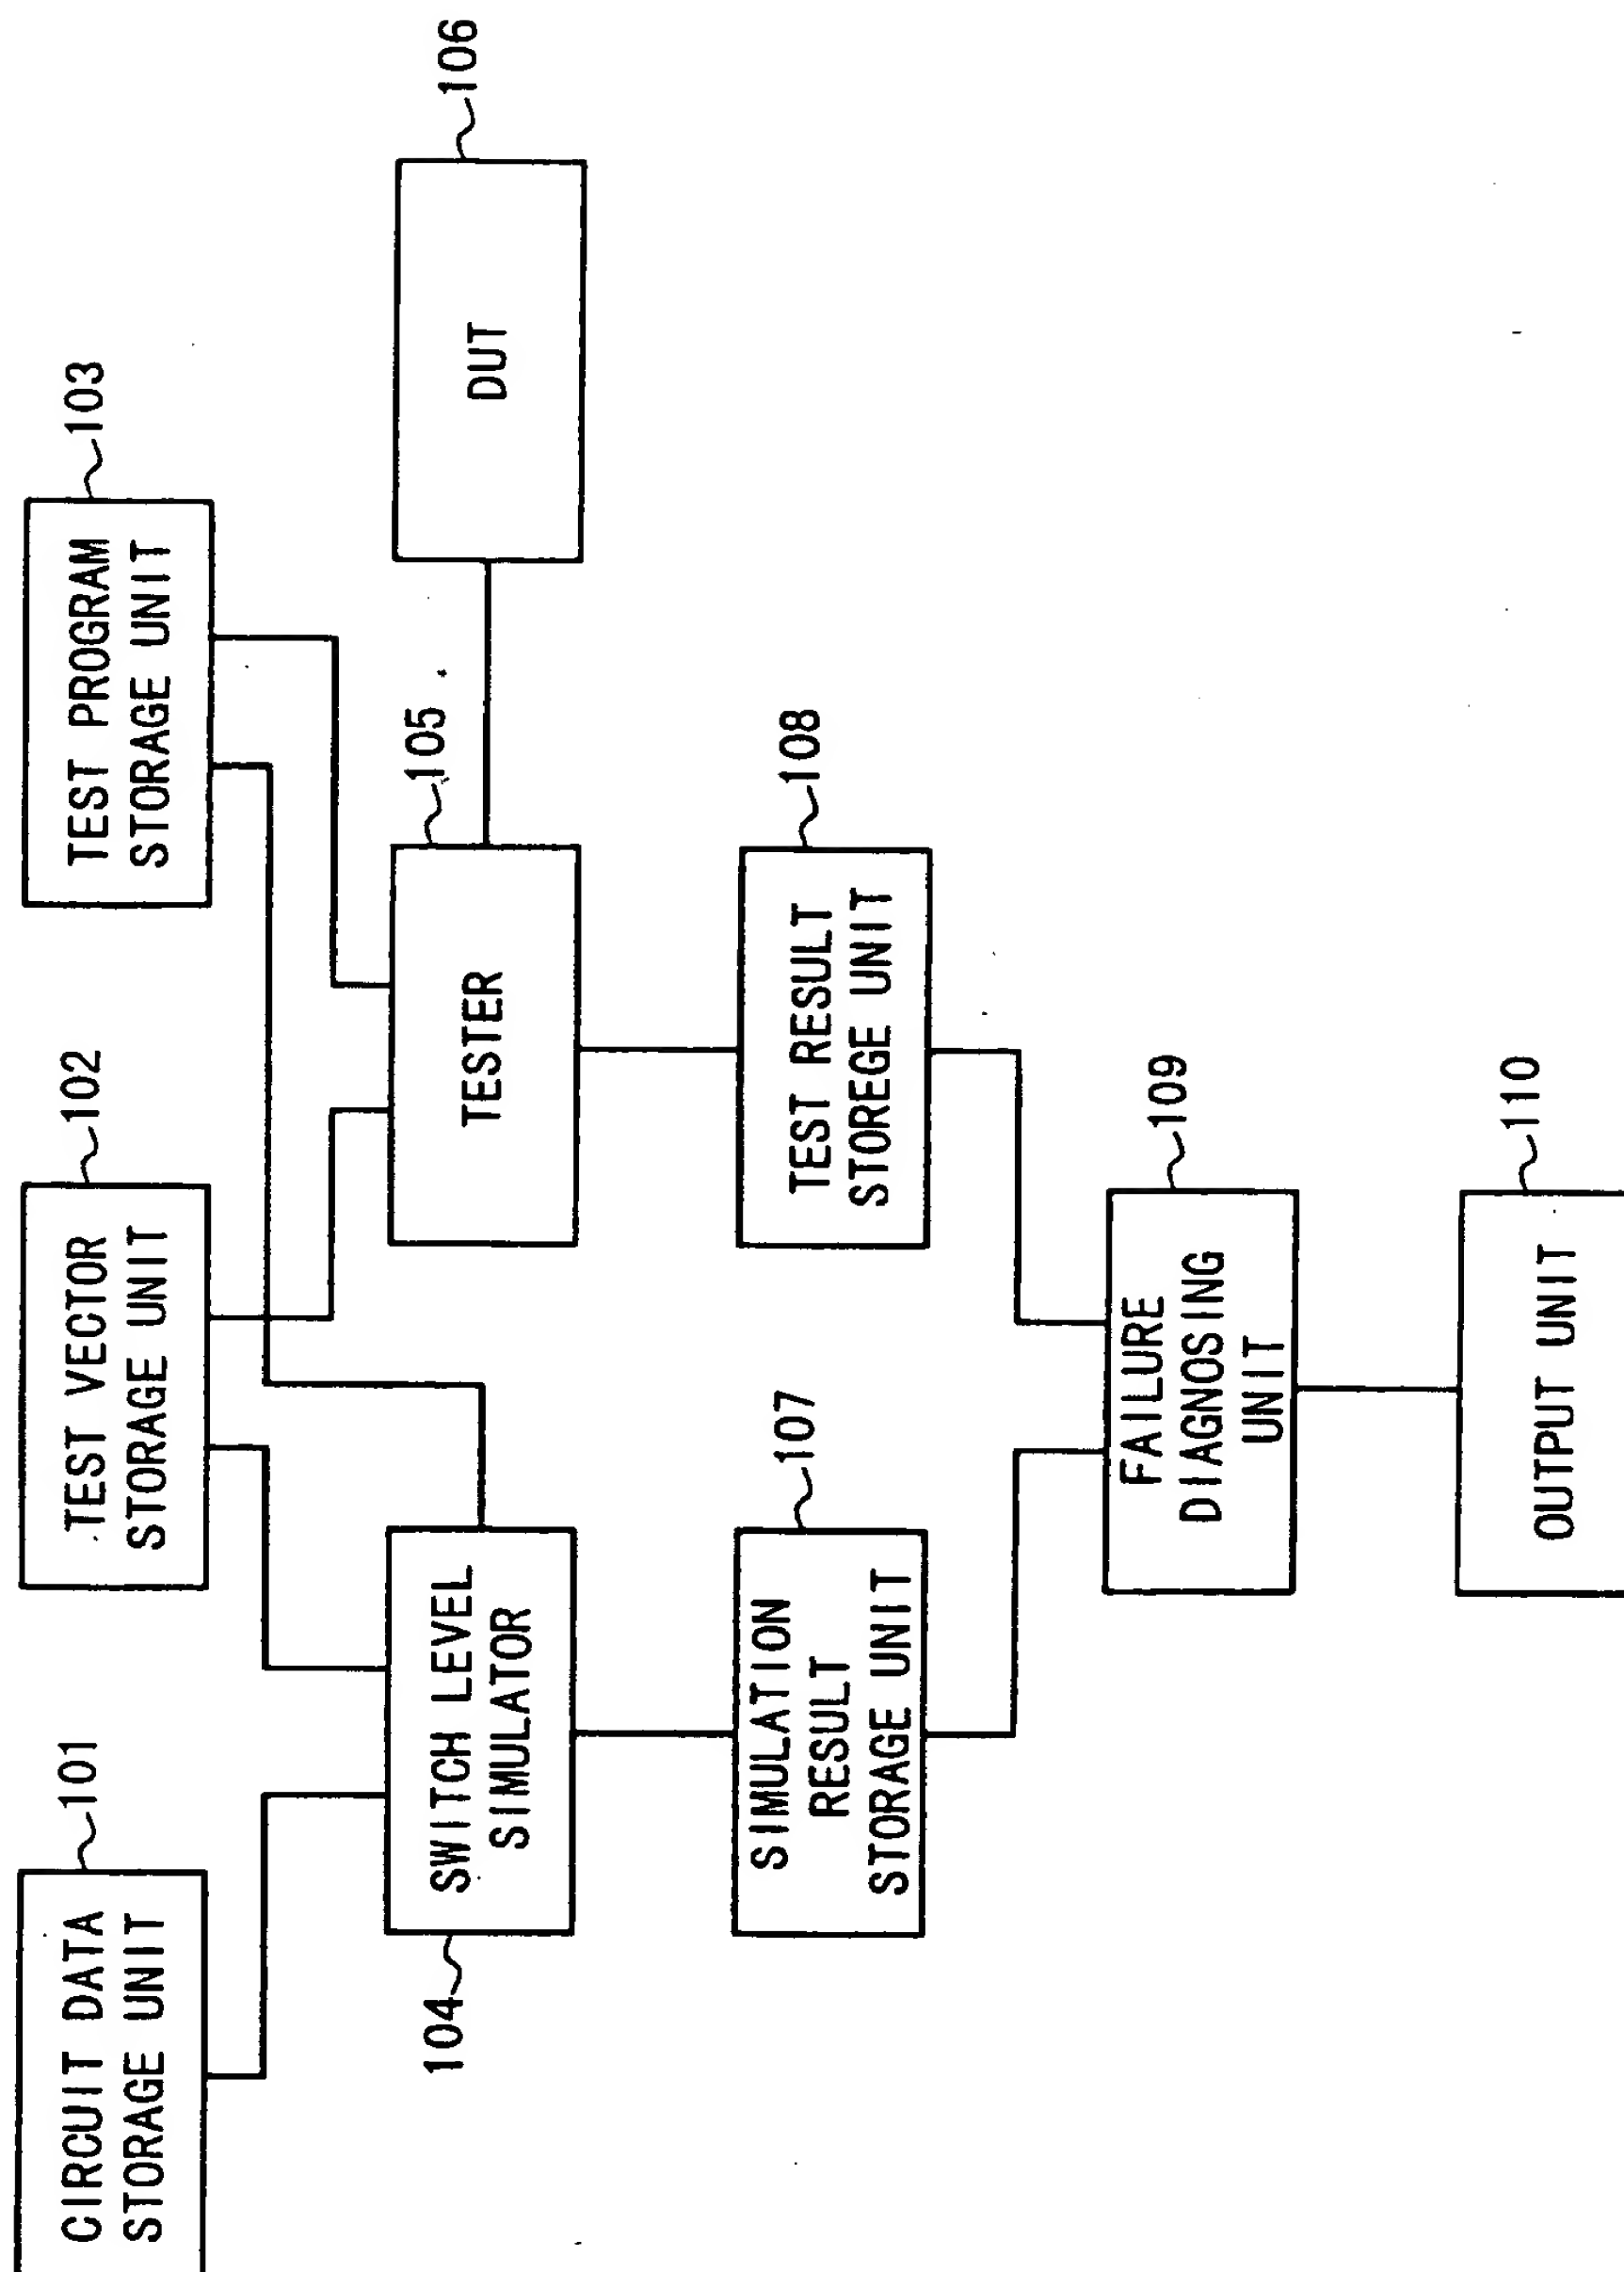 101
CIRCUIT DATA
STORAGE UNIT
102
TEST VECTOR
STORAGE UNIT
103
TEST PROGRAM
STORAGE UNIT
104
SWITCH LEVEL
SIMULATOR
105
TESTER
106
DUT
107
SIMULATION
RESULT
STORAGE UNIT
108
TEST RESULT
STOREGE UNIT
109
FAILURE
DIAGNOSING
UNIT
110
OUTPUT UNIT